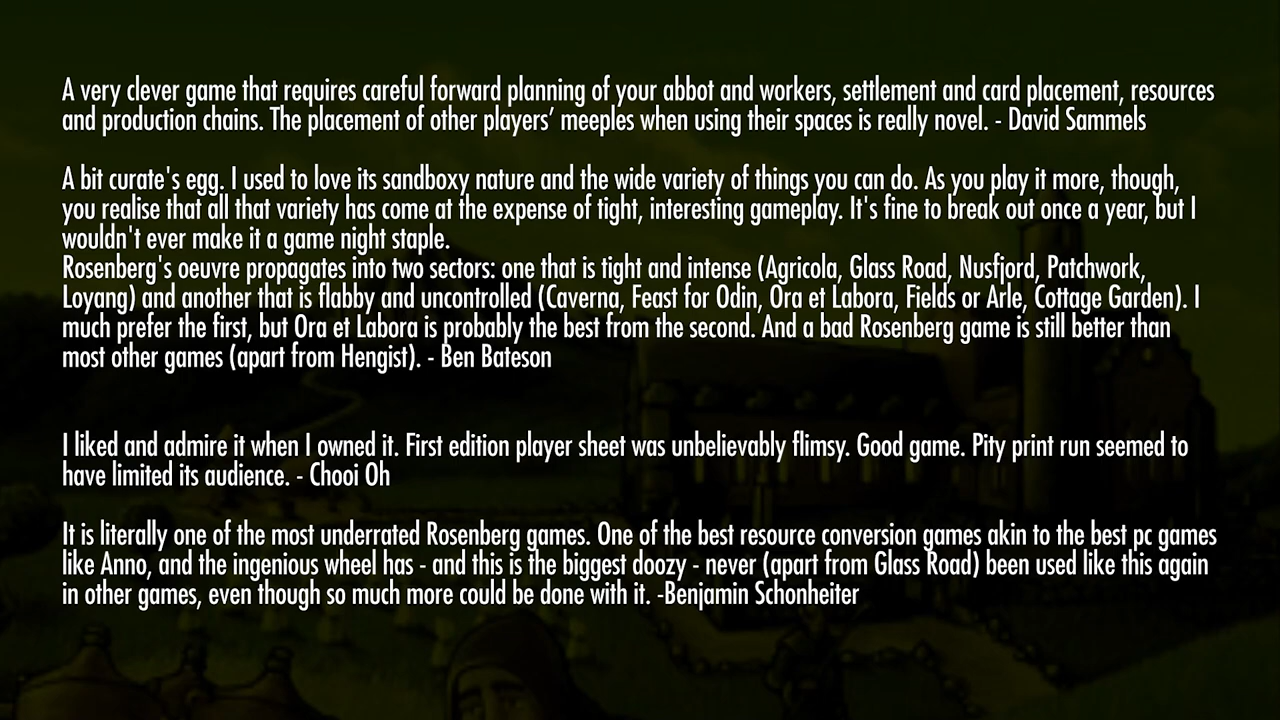 A very clever game that requires careful forward planning of your abbot and workers, settlement and card placement, resources
and production chains. The placement of other players’ meeples when using their spaces is really novel. - David Sammels
A bit curate's egg. I used to love its sandboxy nature and the wide variety of things you can do. As you play it more, though,
you realise that all that variety has come at the expense of tight, interesting gameplay. It's fine to break out once a year, but I
wouldn't ever make it a game night staple.
Rosenberg's oeuvre propagates into two sectors: one that is tight and intense (Agricola, Glass Road, Nusfjord, Patchwork,
Loyang) and another that is flabby and uncontrolled (Caverna, Feast for Odin, Ora et Labora, Fields or Arle, Cottage Garden). I
much prefer the first, but Ora et Labora is probably the best from the second. And a bad Rosenberg game is still better than
most other games (apart from Hengist). - Ben Bateson
I liked and admire it when I owned it. First edition player sheet was unbelievably flimsy. Good game. Pity print run seemed to
have limited its audience. - Chooi Oh
It is literally one of the most underrated Rosenberg games. One of the best resource conversion games akin to the best pc games
like Anno, and the ingenious wheel has - and this is the biggest doozy - never (apart from Glass Road) been used like this again
in other games, even though so much more could be done with it. -Benjamin Schonheiter